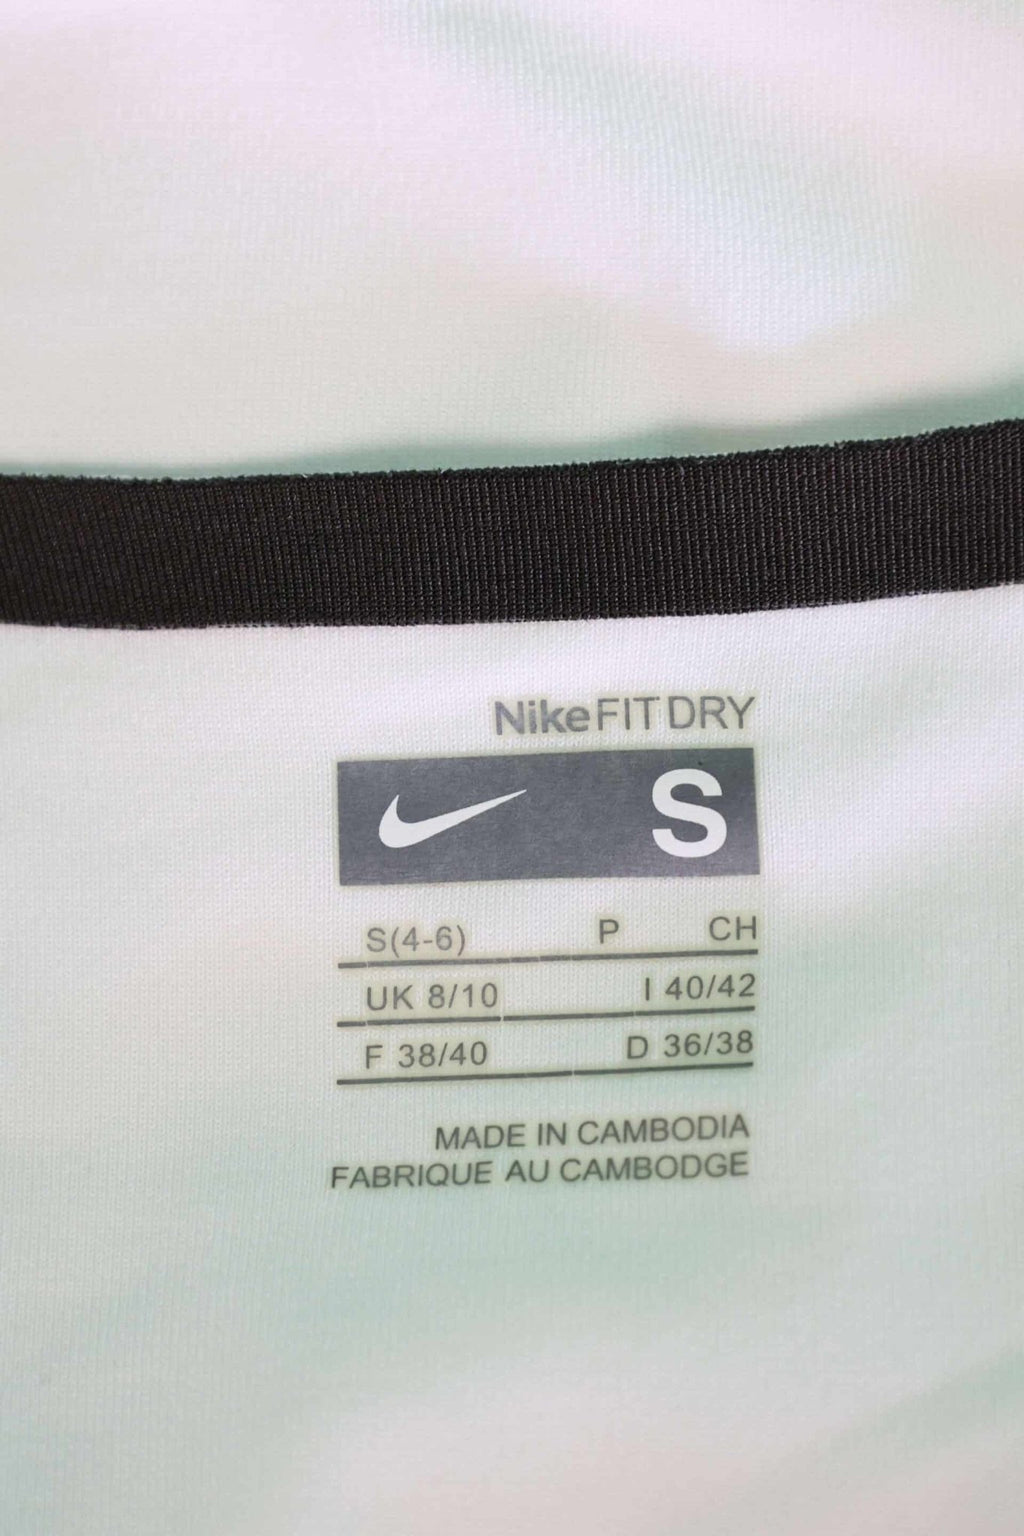 NikeFITDRY
S
S(4-6) P CH
UK 8/10 I 40/42
F 38/40 D 36/38
MADE IN CAMBODIA
FABRIQUE AU CAMBODGE